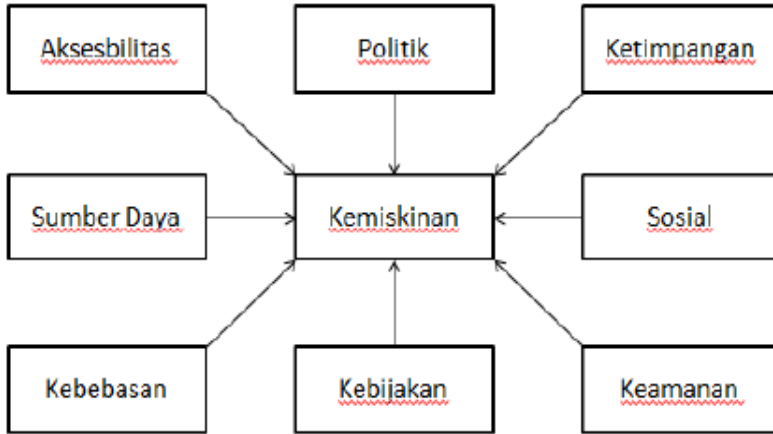 Aksesbilitas
Politik
Ketimpangan
Sumber Daya
Kemiskinan
Sosial
Kebebasan
Kebijakan
Keamanan